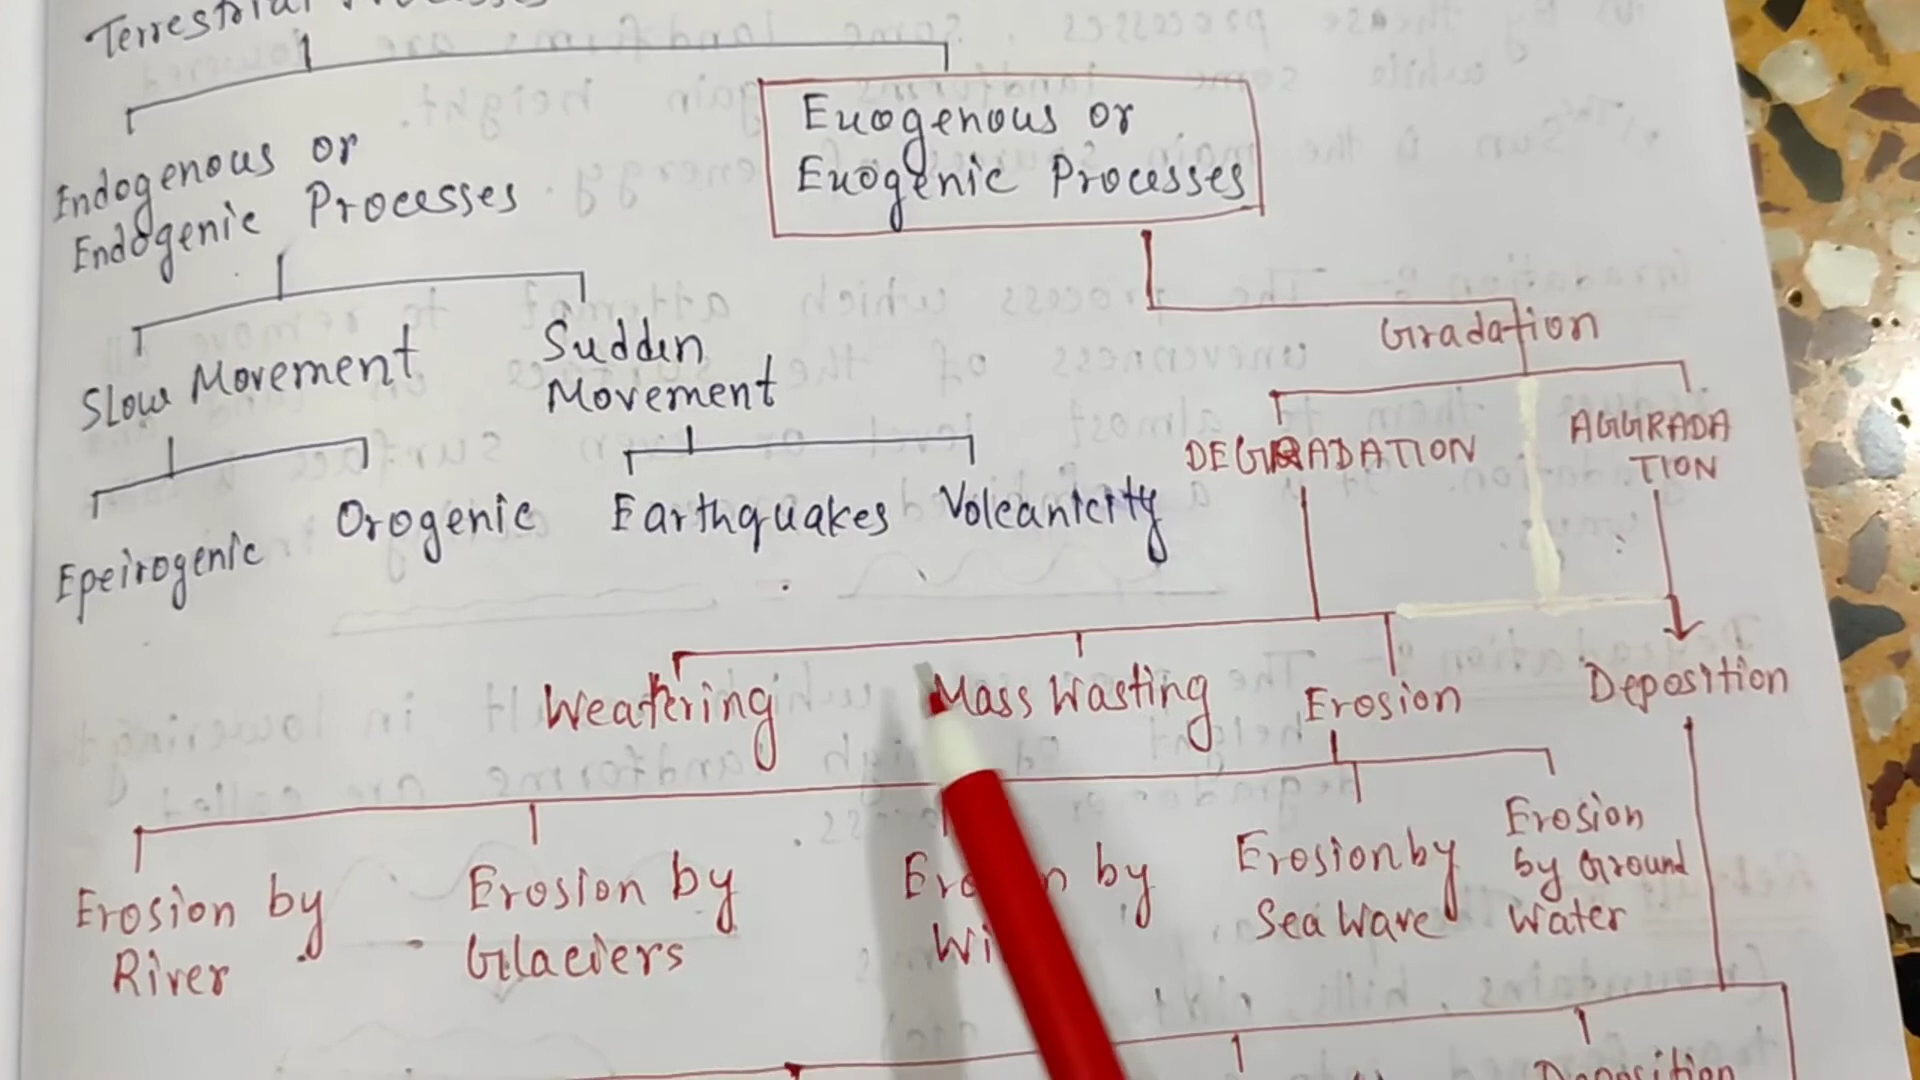 Terrestrial Processes
Exogenous or
Exogenic Processes
Endogenous or
Endogenic Processes
Gradation
Slow Movement
Sudden
Movement
DEGRADATION
AGGRADA
TION
Epeirogenic
Orogenic
Earthquakes
Volcanicity
Weathering
Mass Wasting
Erosion
Deposition
Erosion by
River
Erosion by
Glaciers
by
Erosion by
Sea Wave
Erosion
by Ground
Water
Deposition